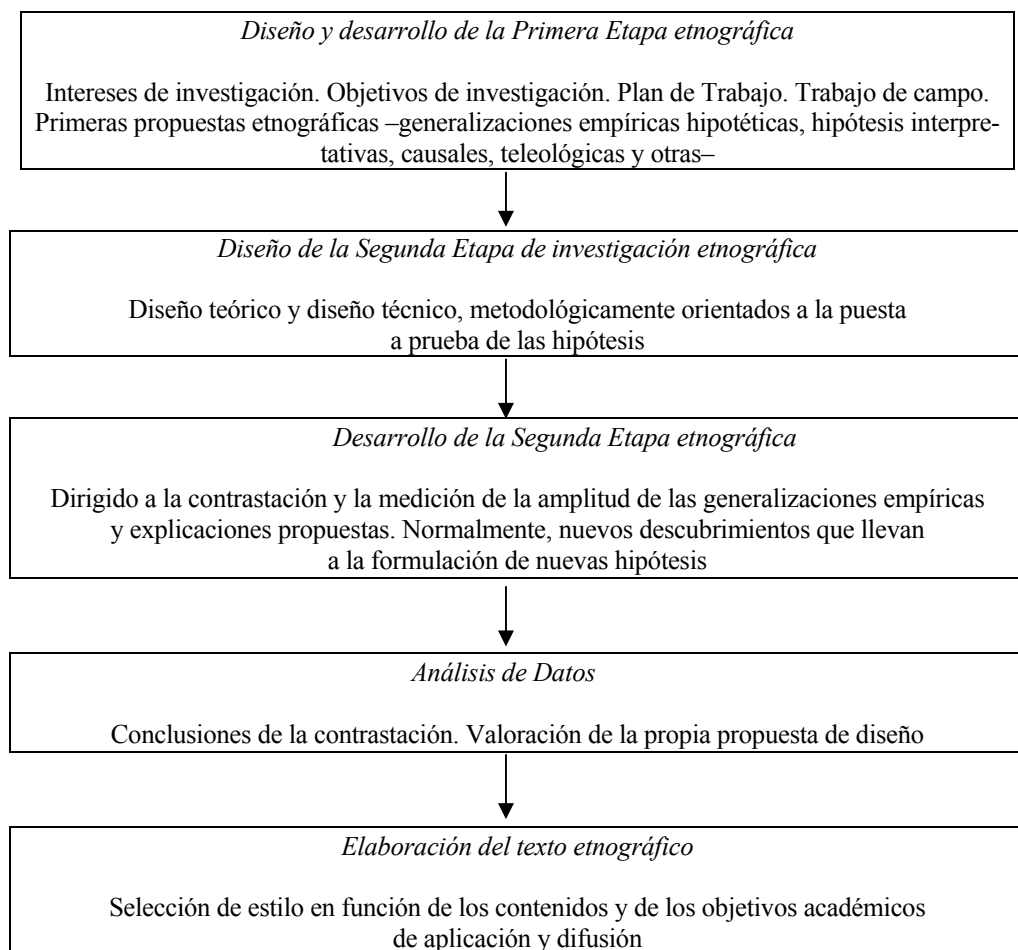 Diseño y desarrollo de la Primera Etapa etnográfica
Intereses de investigación. Objetivos de investigación. Plan de Trabajo. Trabajo de campo.
Primeras propuestas etnográficas –generalizaciones empíricas hipotéticas, hipótesis interpre-
tativas, causales, teleológicas y otras–
Diseño de la Segunda Etapa de investigación etnográfica
Diseño teórico y diseño técnico, metodológicamente orientados a la puesta
a prueba de las hipótesis
Desarrollo de la Segunda Etapa etnográfica
Dirigido a la contrastación y la medición de la amplitud de las generalizaciones empíricas
y explicaciones propuestas. Normalmente, nuevos descubrimientos que llevan
a la formulación de nuevas hipótesis
Análisis de Datos
Conclusiones de la contrastación. Valoración de la propia propuesta de diseño
Elaboración del texto etnográfico
Selección de estilo en función de los contenidos y de los objetivos académicos
de aplicación y difusión